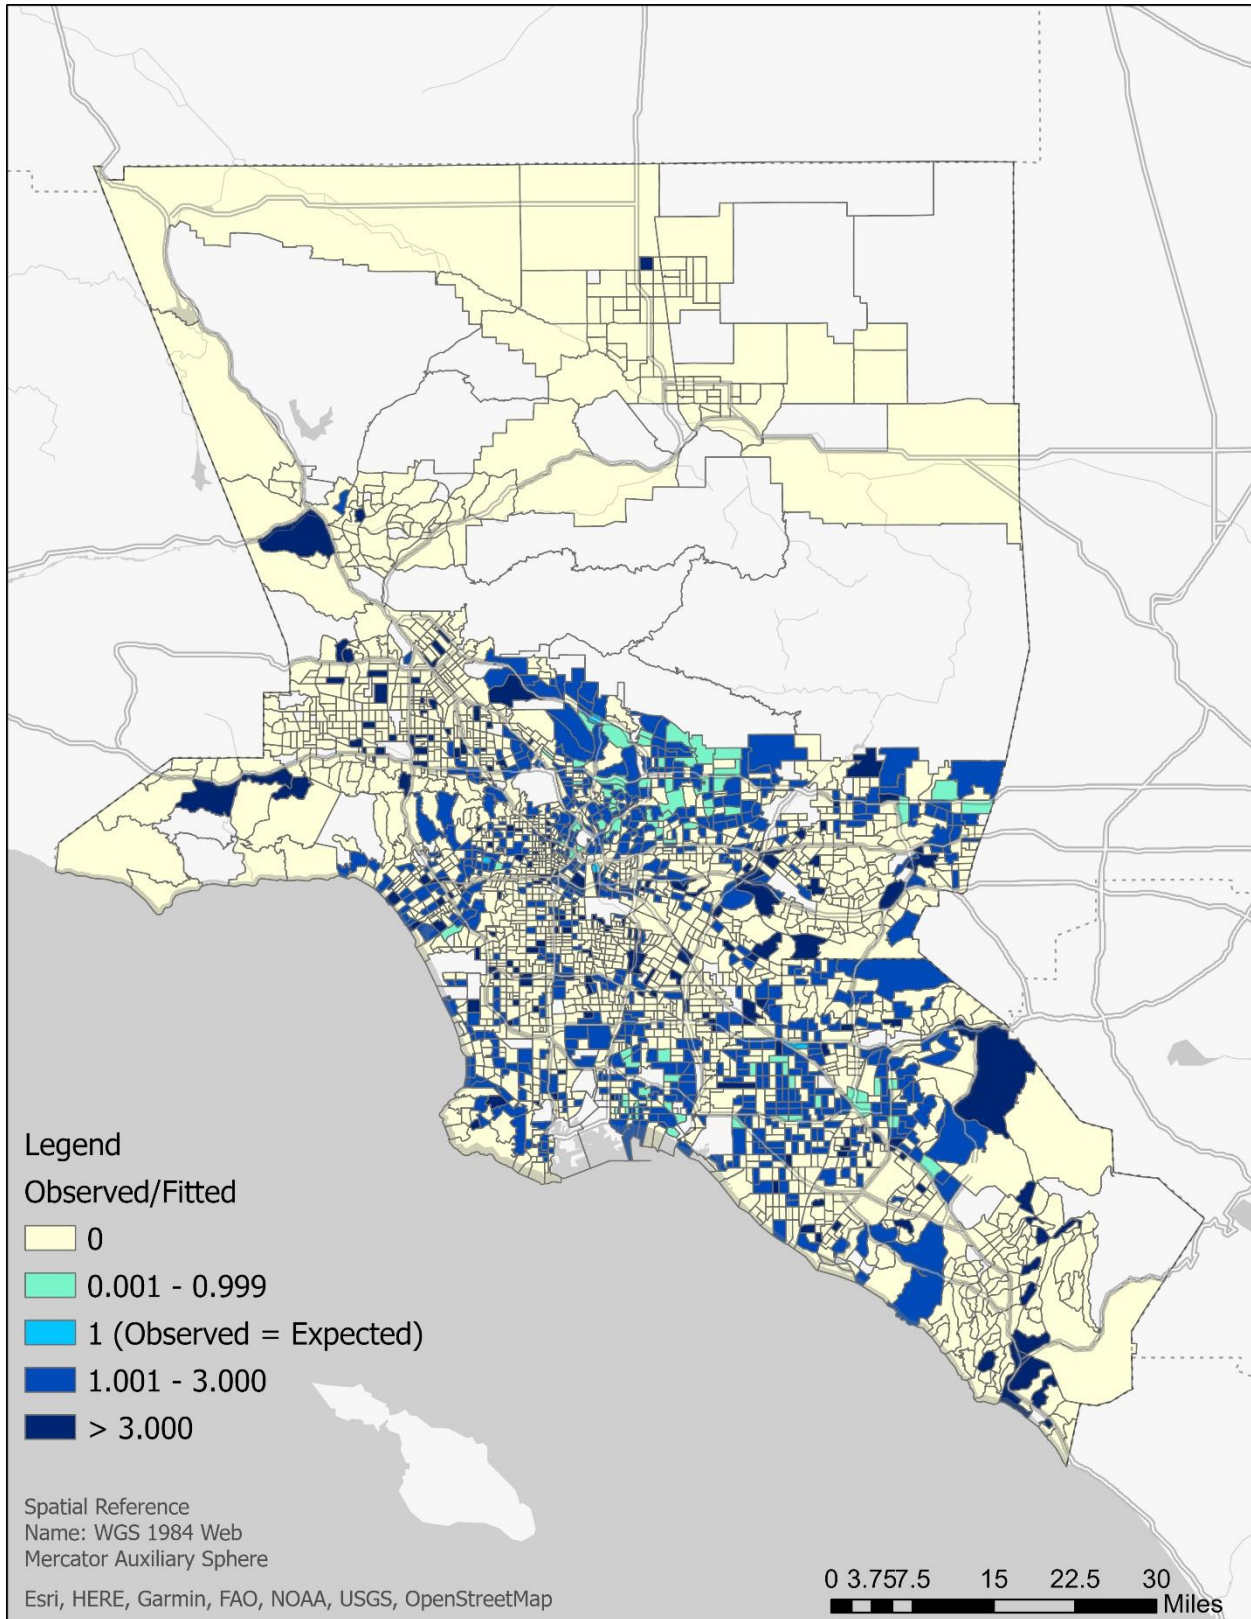 Legend
Observed/Fitted
0
0.001 - 0.999
1 (Observed = Expected)
1.001 - 3.000
> 3.000
Spatial Reference
Name: WGS 1984 Web
Mercator Auxiliary Sphere
Esri, HERE, Garmin, FAO, NOAA, USGS, OpenStreetMap
0 3.757.5 15 22.5 30
Miles